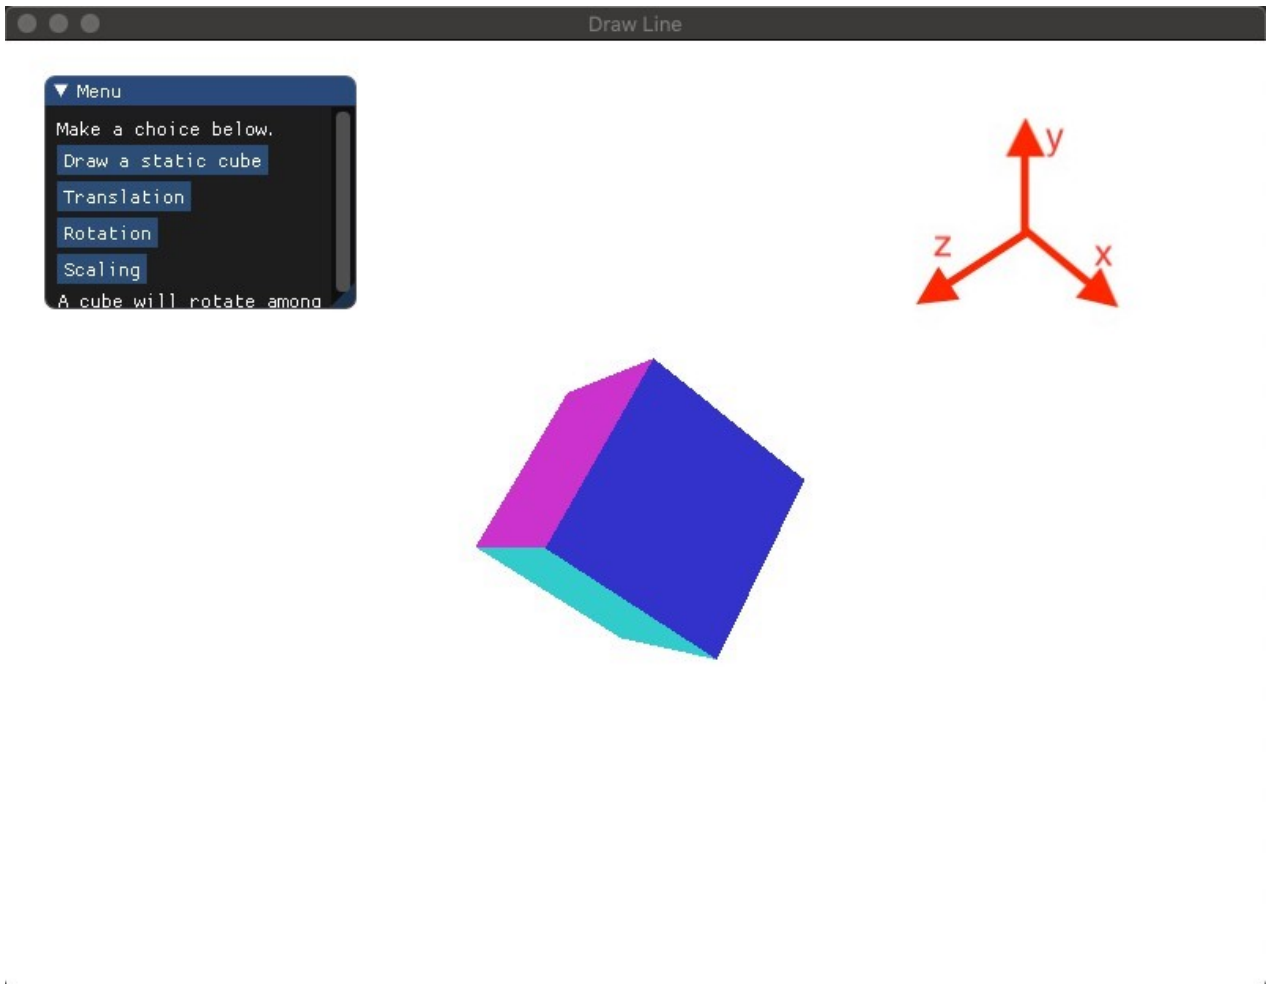 Draw Line
Menu
Make a choice below.
Draw a static cube
Translation
Rotation
Scaling
A cube will rotate among
y
z
x